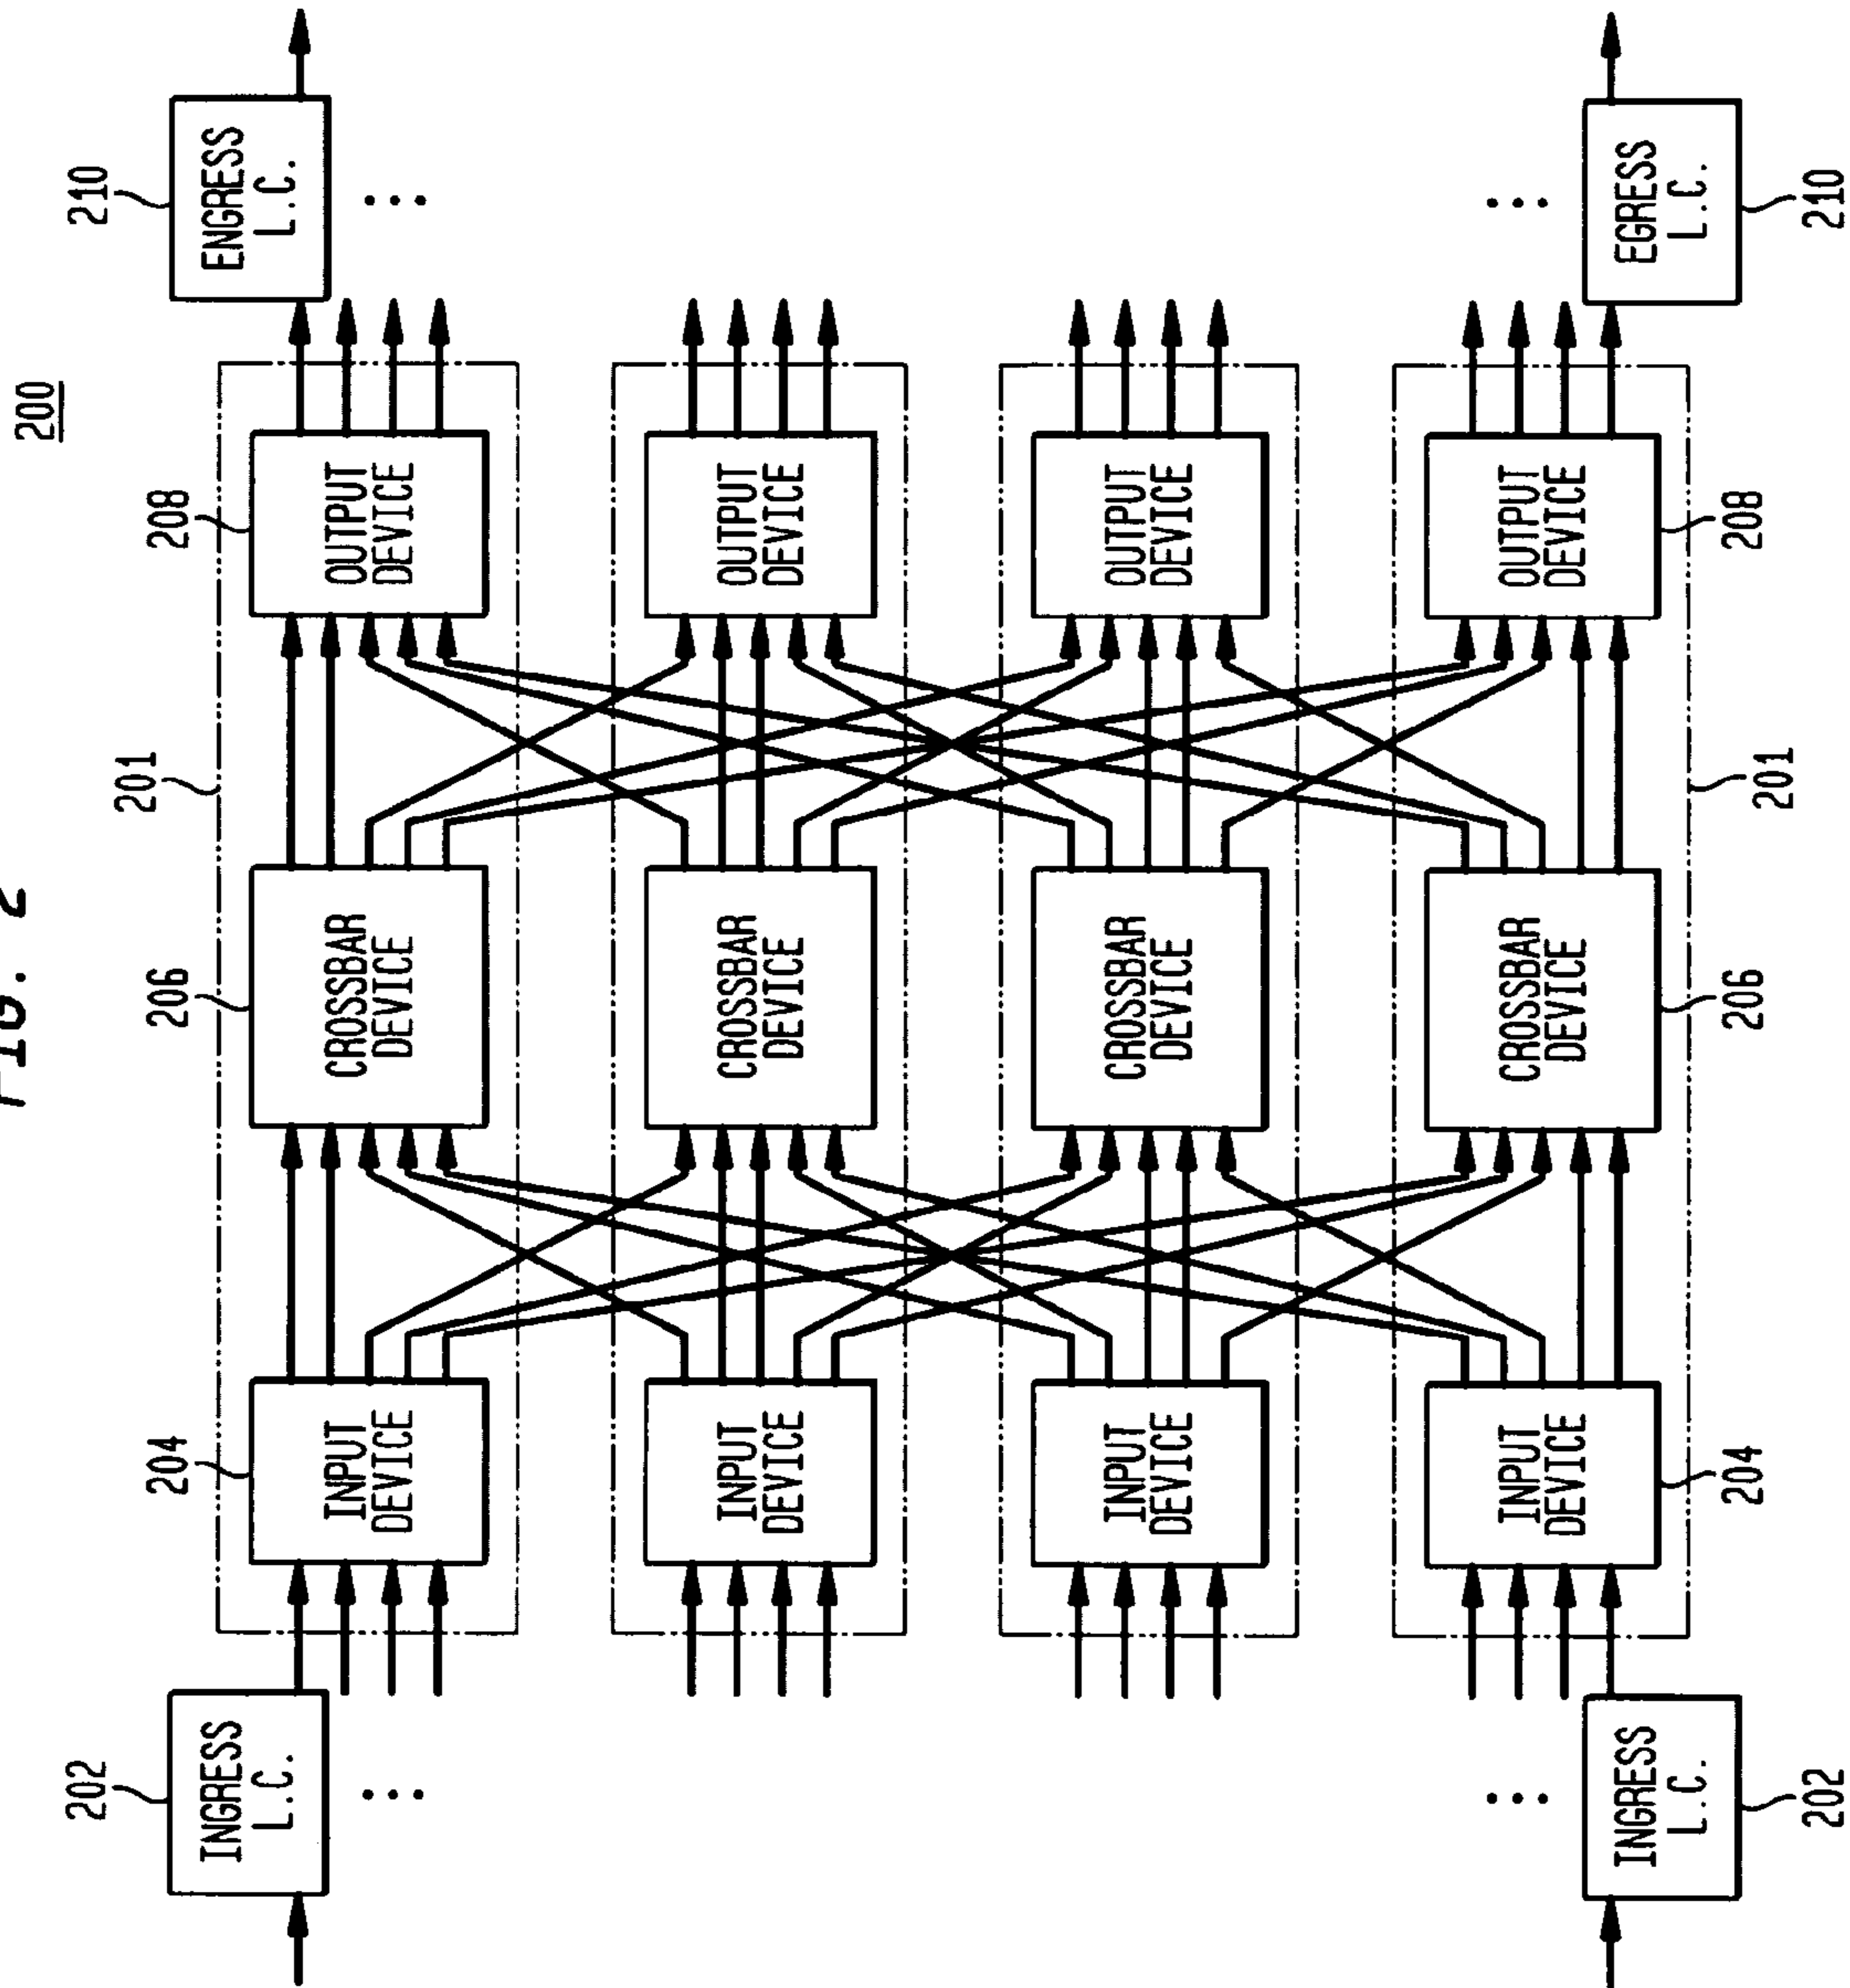 FIG. 2
200
202
INGRESS
L.C.
204
INPUT
DEVICE
206
CROSSBAR
DEVICE
201
208
OUTPUT
DEVICE
210
ENGRESS
L.C.
...
...
INPUT
DEVICE
CROSSBAR
DEVICE
OUTPUT
DEVICE
INPUT
DEVICE
CROSSBAR
DEVICE
OUTPUT
DEVICE
...
...
INGRESS
L.C.
202
INPUT
DEVICE
204
CROSSBAR
DEVICE
206
201
OUTPUT
DEVICE
208
EGRESS
L.C.
210